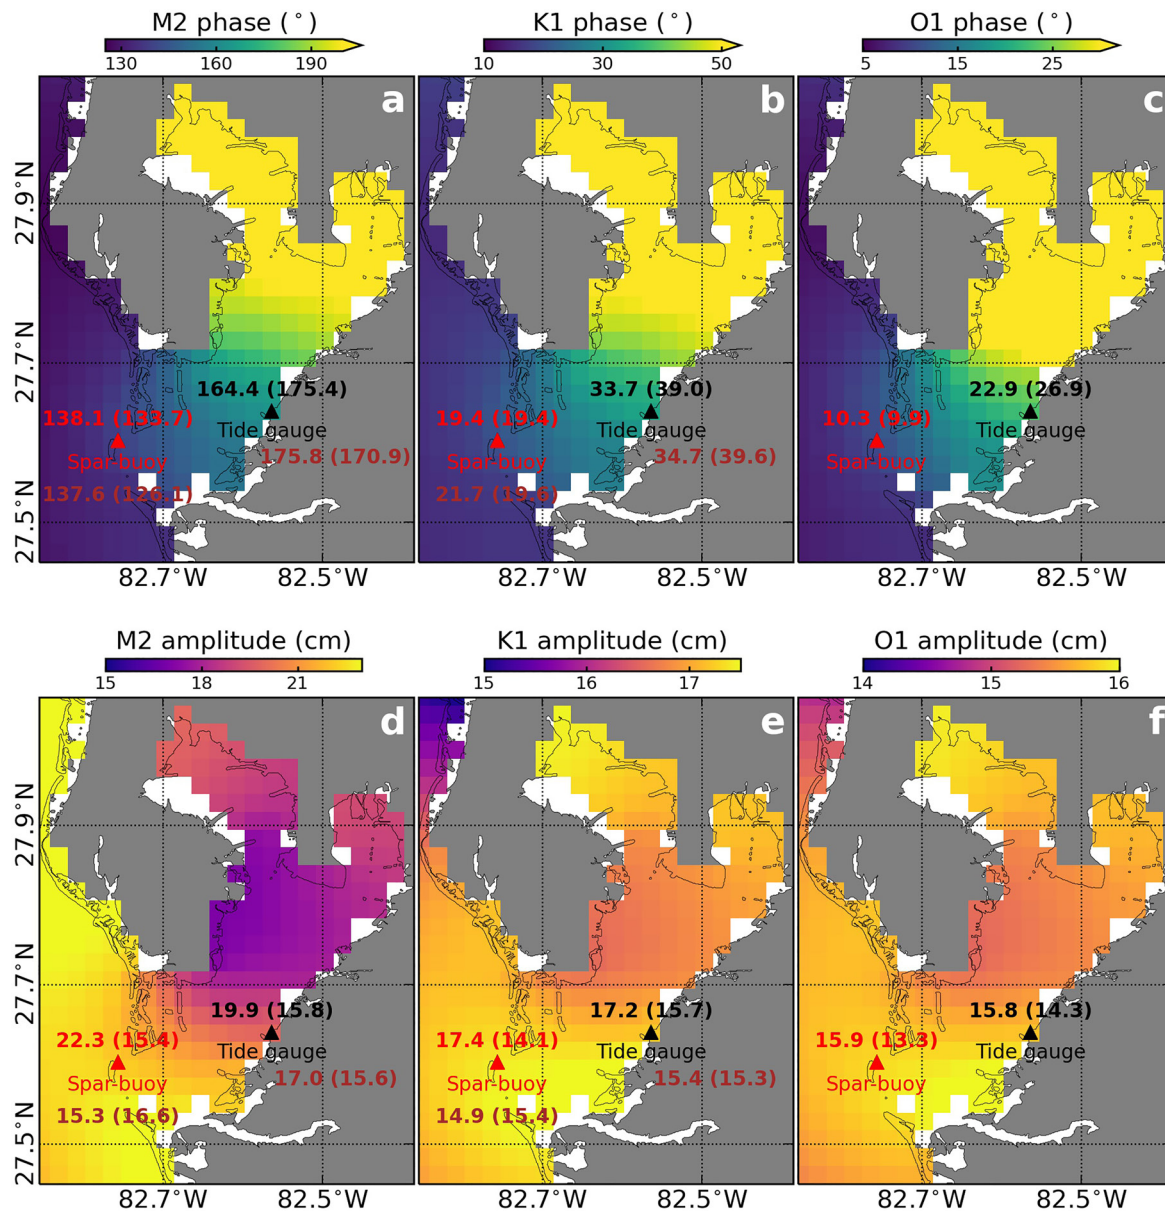 M2 phase (°)
K1 phase (°)
O1 phase (°)
130 160 190
10 30 50
5 15 25
a
b
c
27.9°N
27.7°N
27.5°N
164.4 (175.4)
138.1 (133.7)
Tide gauge
Spar-buoy
175.8 (170.9)
137.6 (126.1)
33.7 (39.0)
19.4 (19.4)
Tide gauge
Spar-buoy
34.7 (39.6)
21.7 (19.6)
22.9 (26.9)
10.3 (9.9)
Tide gauge
Spar-buoy
82.7°W 82.5°W
82.7°W 82.5°W
82.7°W 82.5°W
M2 amplitude (cm)
K1 amplitude (cm)
O1 amplitude (cm)
15 18 21
15 16 17
14 15 16
d
e
f
27.9°N
27.7°N
27.5°N
19.9 (15.8)
22.3 (15.4)
Tide gauge
Spar-buoy
17.0 (15.6)
15.3 (16.6)
17.2 (15.7)
17.4 (14.1)
Tide gauge
Spar-buoy
15.4 (15.3)
14.9 (15.4)
15.8 (14.3)
15.9 (13.3)
Tide gauge
Spar-buoy
82.7°W 82.5°W
82.7°W 82.5°W
82.7°W 82.5°W